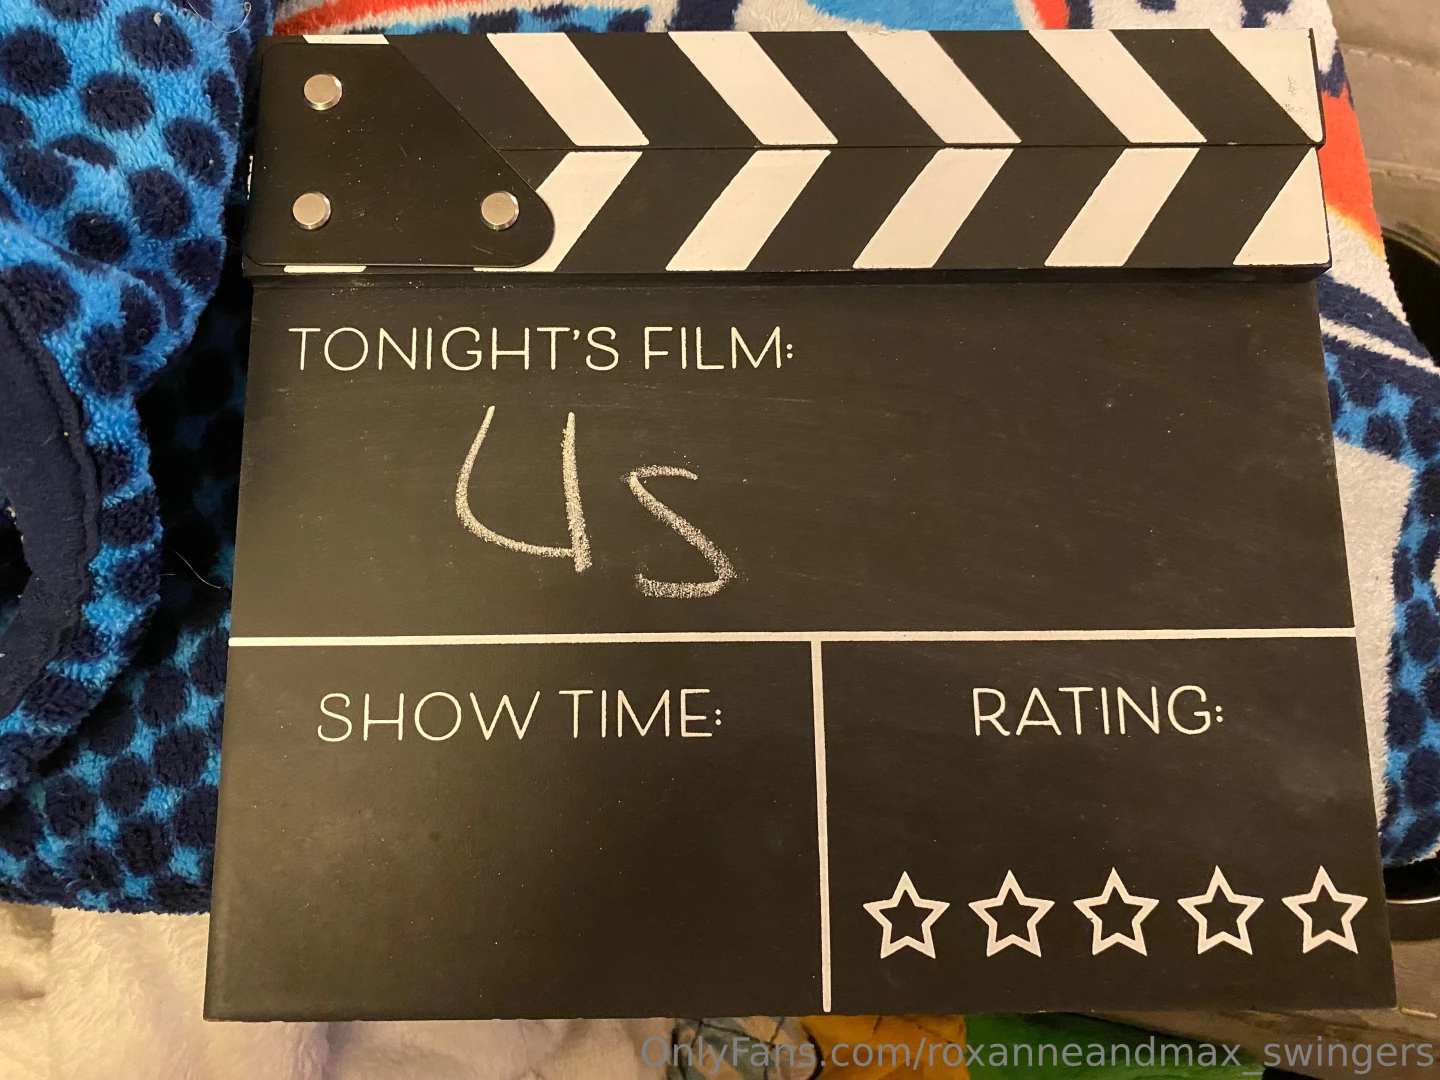 TONIGHT'S FILM:
Us
SHOW TIME:
RATING:
OnlyFans.com/roxanneandmax_swingers